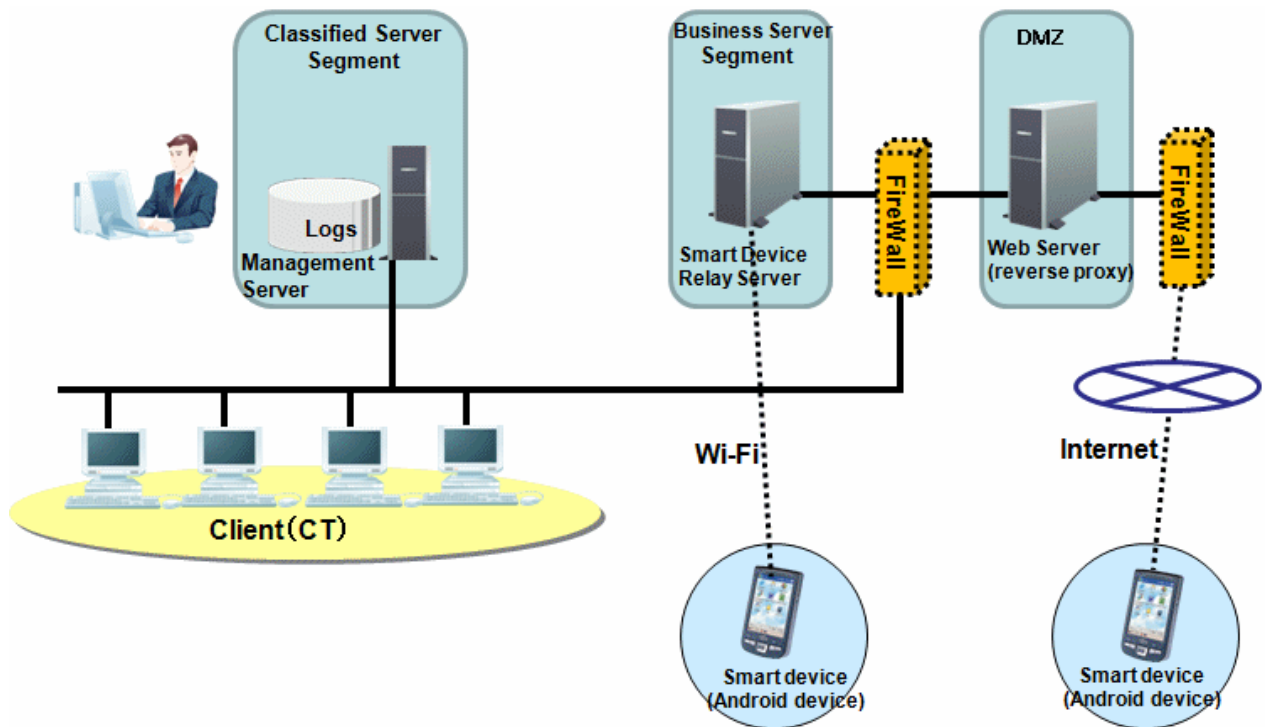 Classified Server
Segment
Logs
Management
Server
Business Server
Segment
Smart Device
Relay Server
FireWall
DMZ
Web Server
(reverse proxy)
FireWall
Wi-Fi
Internet
Client(CT)
Smart device
(Android device)
Smart device
(Android device)